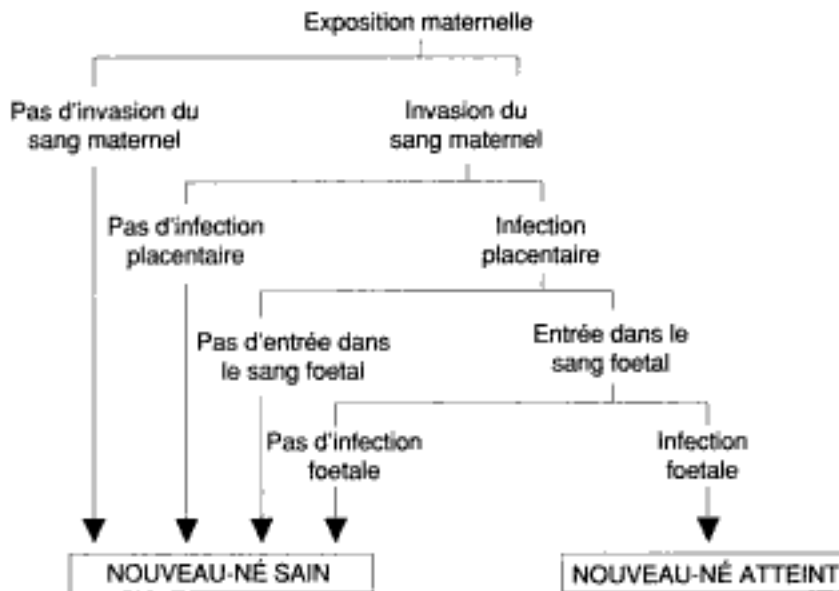 Exposition maternelle
Pas d'invasion du
sang maternel
Invasion du
sang maternel
Pas d'infection
placentaire
Infection
placentaire
Pas d'entrée dans
le sang foetal
Entrée dans le
sang foetal
Pas d'infection
foetale
Infection
foetale
NOUVEAU-NÉ SAIN
NOUVEAU-NÉ ATTEINT